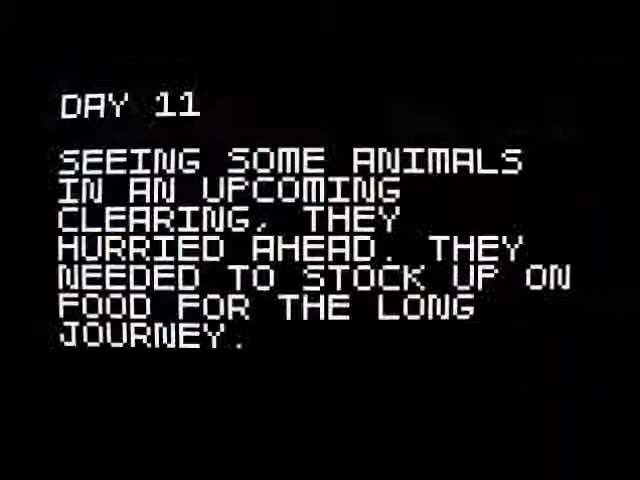 DAY 11
SEEING SOME ANIMALS
IN AN UPCOMING
CLEARING, THEY
HURRIED AHEAD. THEY
NEEDED TO STOCK UP ON
FOOD FOR THE LONG
JOURNEY.